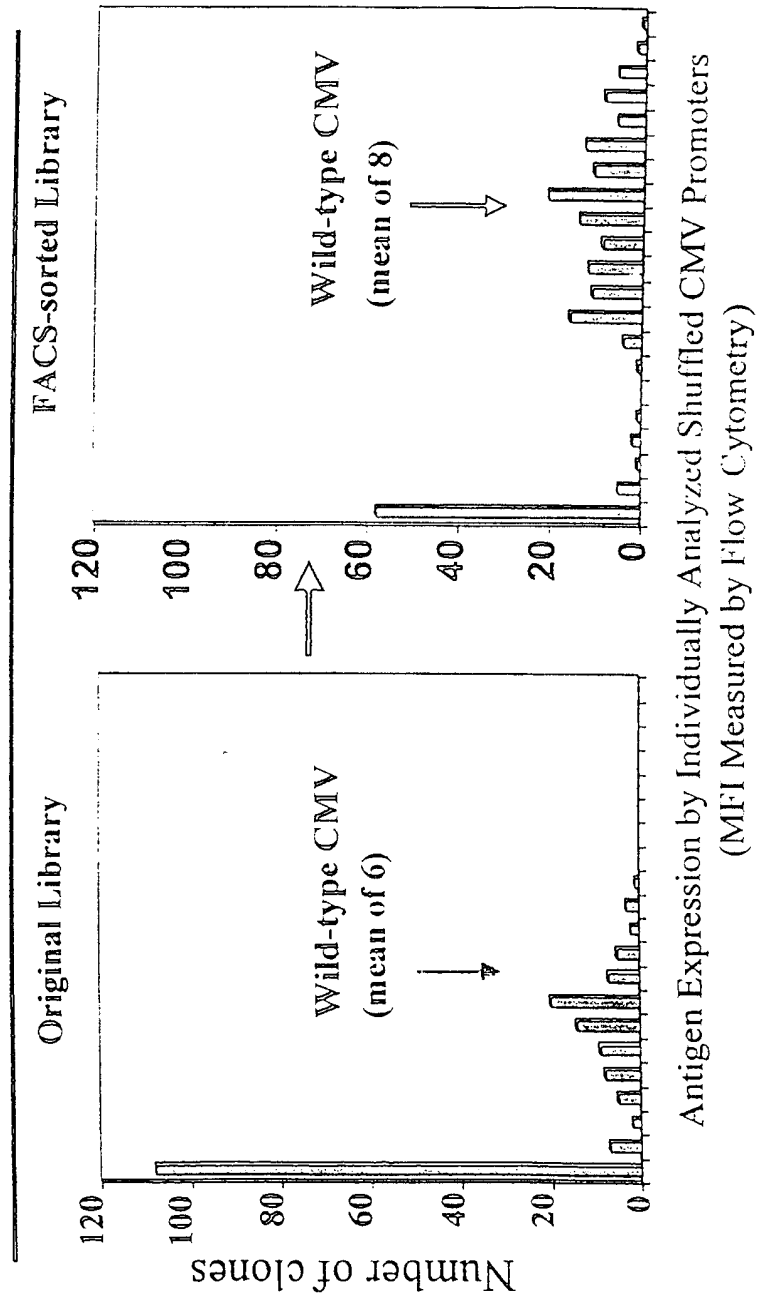 Original Library
FACS-sorted Library
Number of clones
120
100
80
60
40
20
0
Wild-type CMV
(mean of 6)
120
100
80
60
40
20
0
Wild-type CMV
(mean of 8)
Antigen Expression by Individually Analyzed Shuffled CMV Promoters
(MFI Measured by Flow Cytometry)